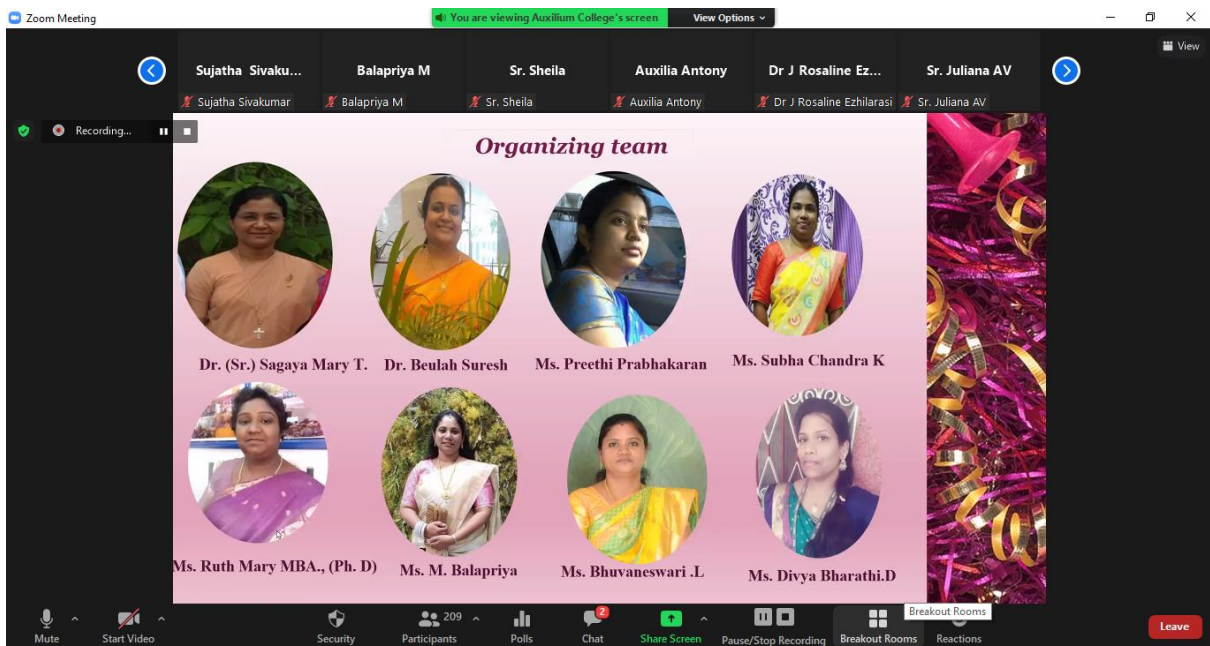 Zoom Meeting
You are viewing Auxilium College's screen
View Options
View
Sujatha Sivaku...
Balapriya M
Sr. Sheila
Auxilia Antony
Dr J Rosaline Ez...
Sr. Juliana AV
Sujatha Sivakumar
Balapriya M
Sr. Sheila
Auxilia Antony
Dr J Rosaline Ezhilarasi
Sr. Juliana AV
Recording...
Organizing team
Dr. (Sr.) Sagaya Mary T.
Dr. Beulah Suresh
Ms. Preethi Prabhakaran
Ms. Subha Chandra K
Ms. Ruth Mary MBA., (Ph. D)
Ms. M. Balapriya
Ms. Bhuvaneswari .L
Ms. Divya Bharathi.D
209
2
Breakout Rooms
Mute
Start Video
Security
Participants
Polls
Chat
Share Screen
Pause/Stop Recording
Breakout Rooms
Reactions
Leave